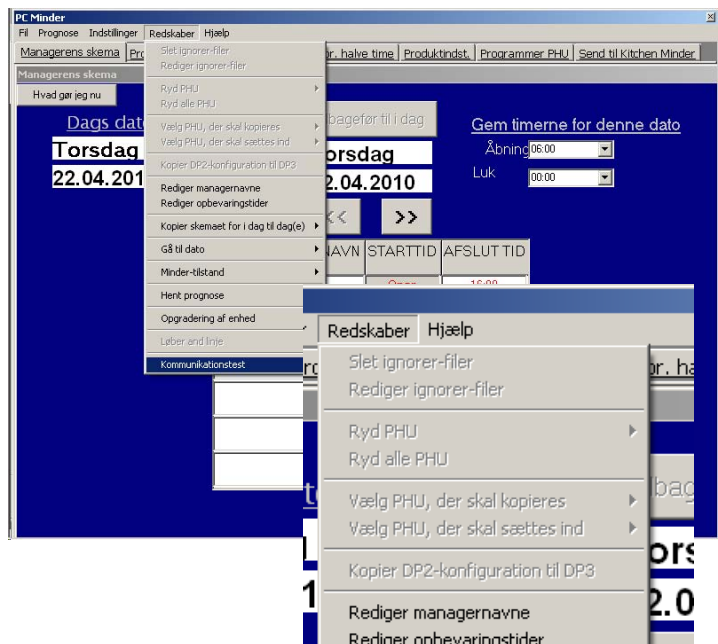 PC Minder
Fil Prognose Indstillinger Redskaber Hjælp
Managerens skema
pr. halve time Produktindst. Programmer PHU Send til Kitchen Minder
Managerens skema
Hvad gør jeg nu
Dags dat
Torsdag
22.04.201
Slet ignorer-filer
Rediger ignorer-filer
Ryd PHU
Ryd alle PHU
Vælg PHU, der skal kopieres
Vælg PHU, der skal sættes ind
Kopier DP2-konfiguration til DP3
Rediger managernavne
Rediger opbevaringstider
Kopier skemaet for i dag til dag(e)
Gå til dato
Minder-tilstand
Hent prognose
Opgradering af enhed
Løber and linje
Kommunikationstest
bagefør til i dag
orsdag
2.04.2010
<< >>
NAVN STARTTID AFSLUT TID
Gem timerne for denne dato
Åbning 06:00
Luk 00:00
Redskaber Hjælp
Slet ignorer-filer
Rediger ignorer-filer
Ryd PHU
Ryd alle PHU
Vælg PHU, der skal kopieres
Vælg PHU, der skal sættes ind
Kopier DP2-konfiguration til DP3
Rediger managernavne
Rediger opbevaringstider
or. ha
bag
ors
2.0